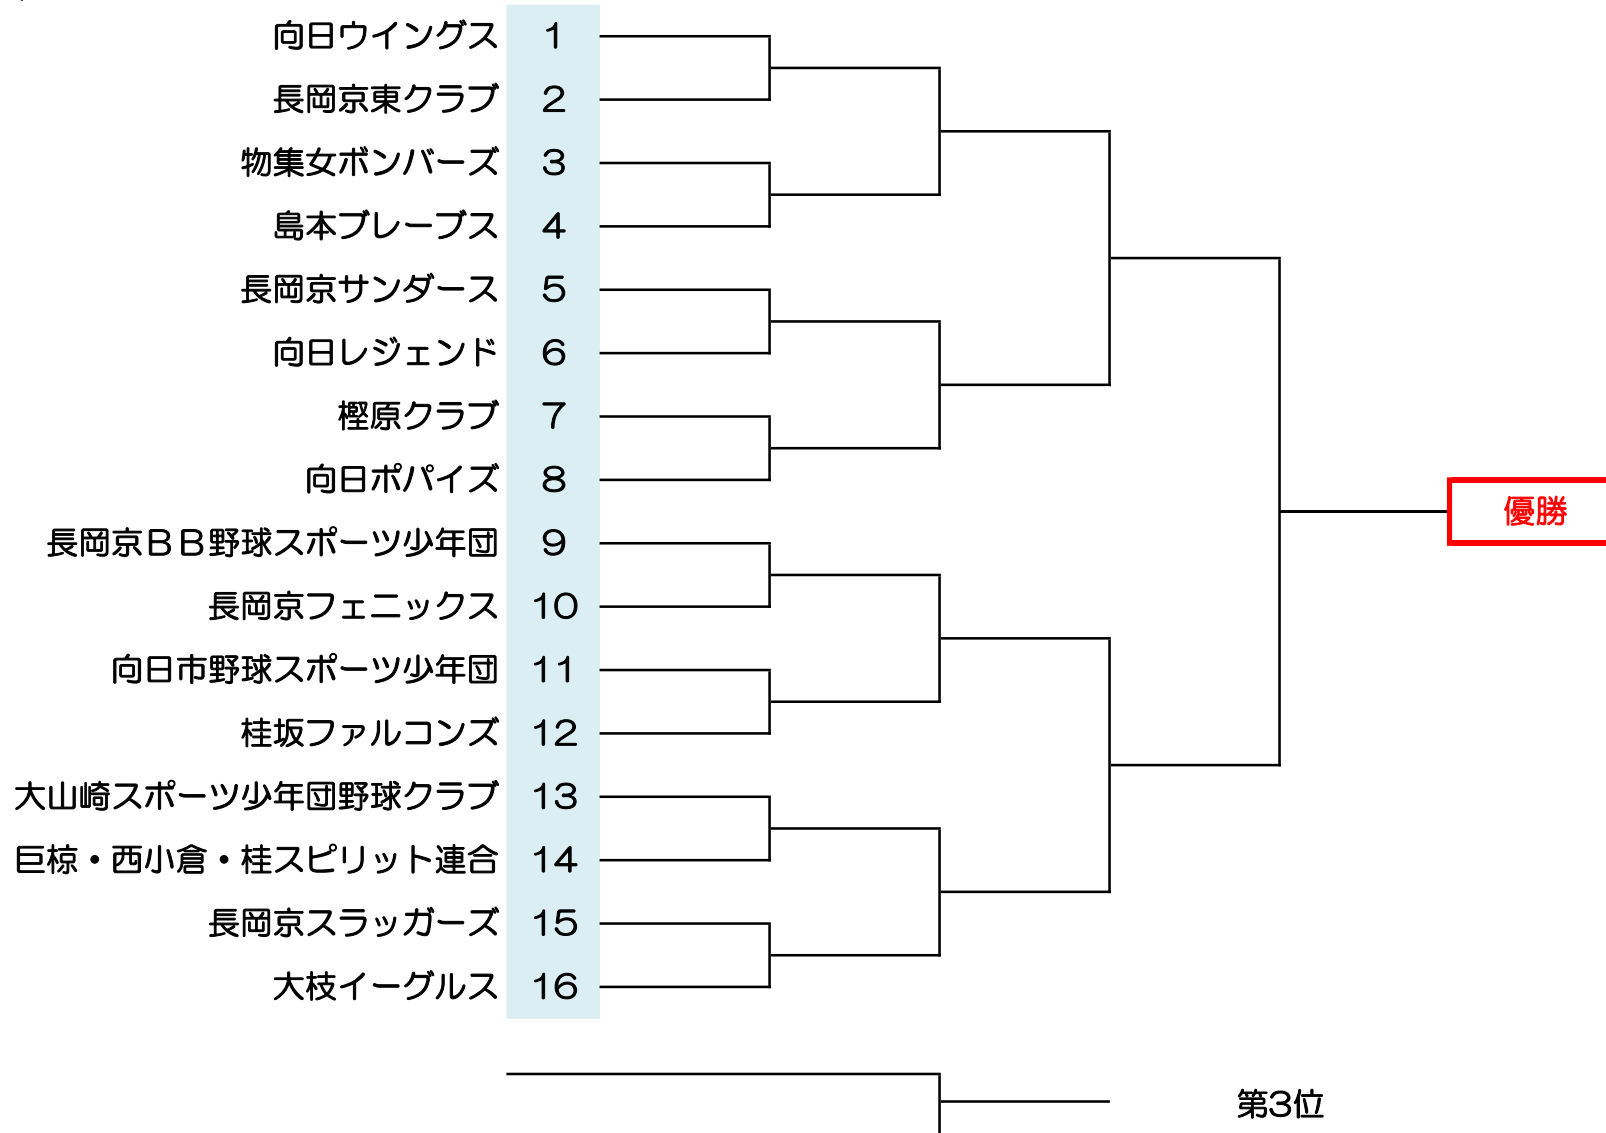 向日ウイングス 1
長岡京東クラブ 2
物集女ボンバーズ 3
島本ブレーブス 4
長岡京サンダース 5
向日レジェンド 6
樫原クラブ 7
向日ポパイズ 8
長岡京ＢＢ野球スポーツ少年団 9
優勝
長岡京フェニックス 10
向日市野球スポーツ少年団 11
桂坂ファルコンズ 12
大山崎スポーツ少年団野球クラブ 13
巨椋・西小倉・桂スピリット連合 14
長岡京スラッガーズ 15
大枝イーグルス 16
第3位